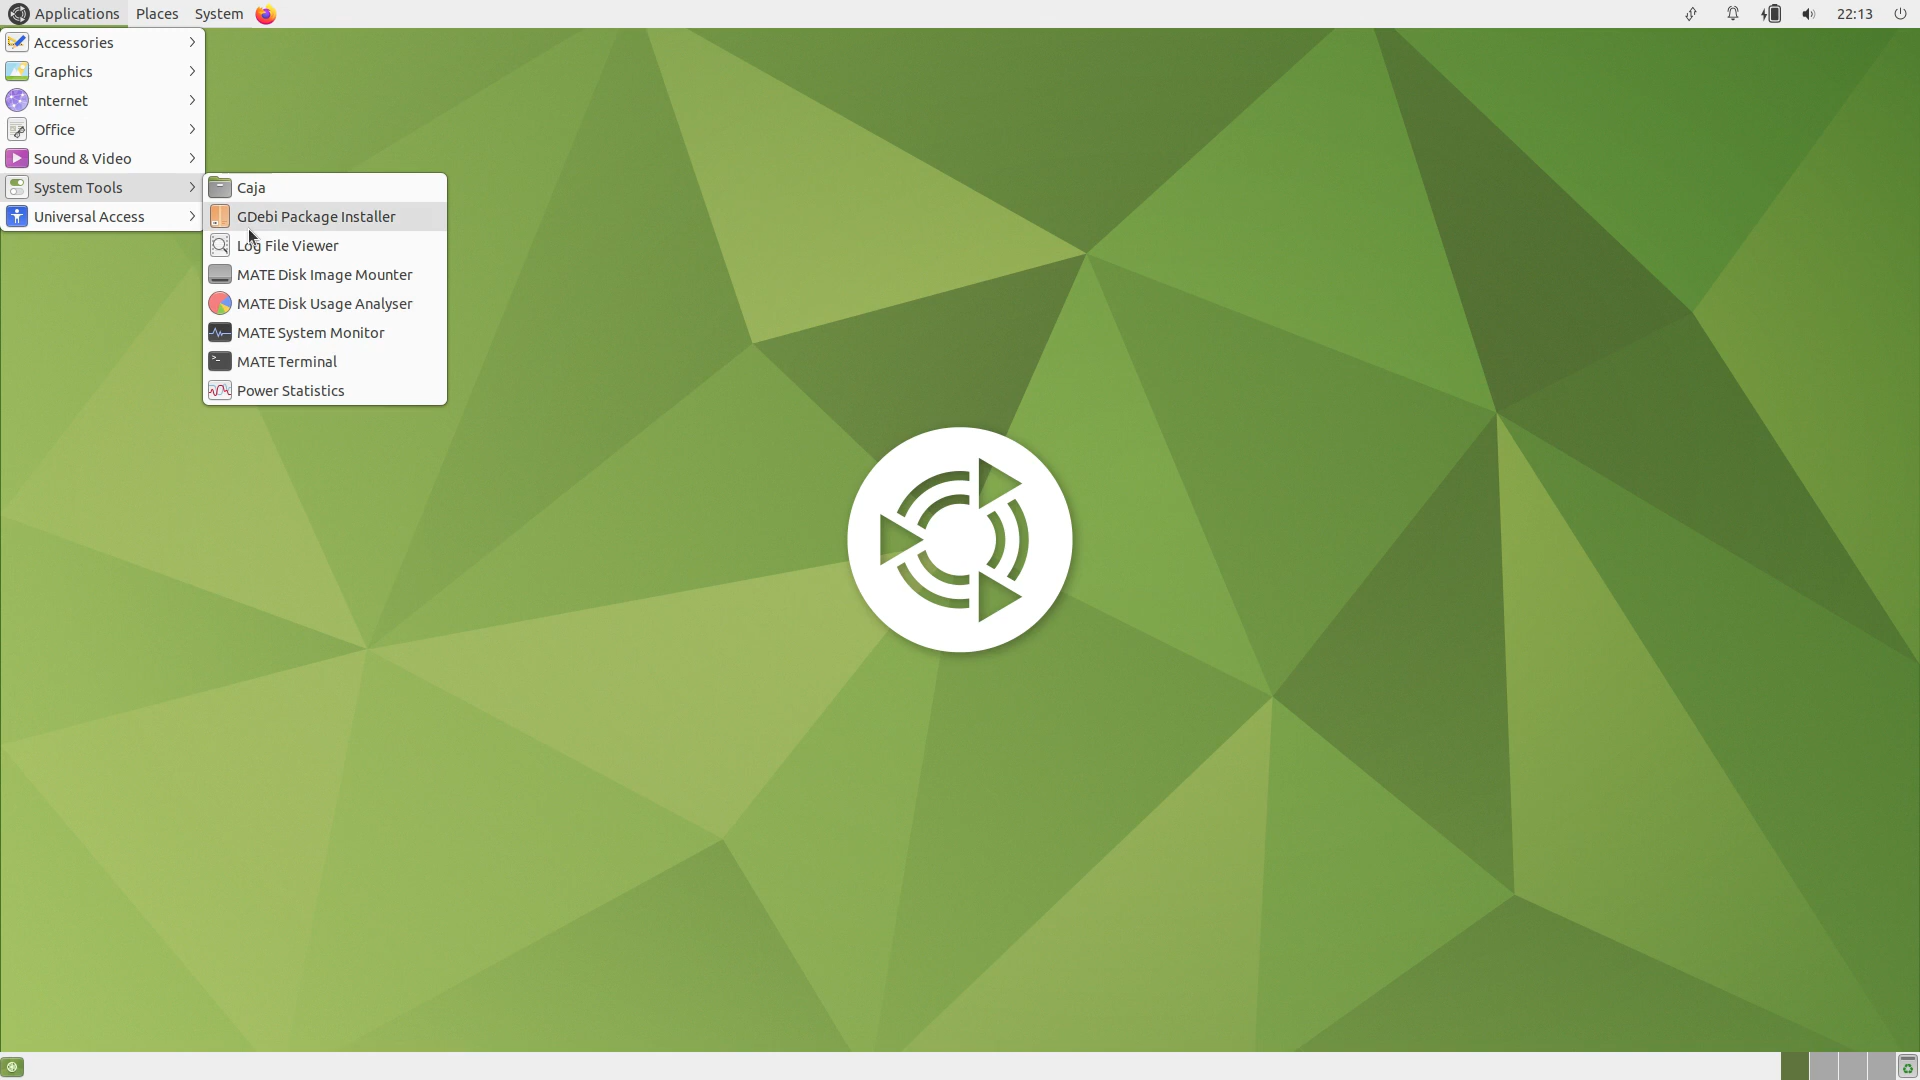 Applications Places System 22:13
Accessories
Graphics
Internet
Office
Sound & Video
System Tools
Universal Access
Caja
GDebi Package Installer
Log File Viewer
MATE Disk Image Mounter
MATE Disk Usage Analyser
MATE System Monitor
MATE Terminal
Power Statistics